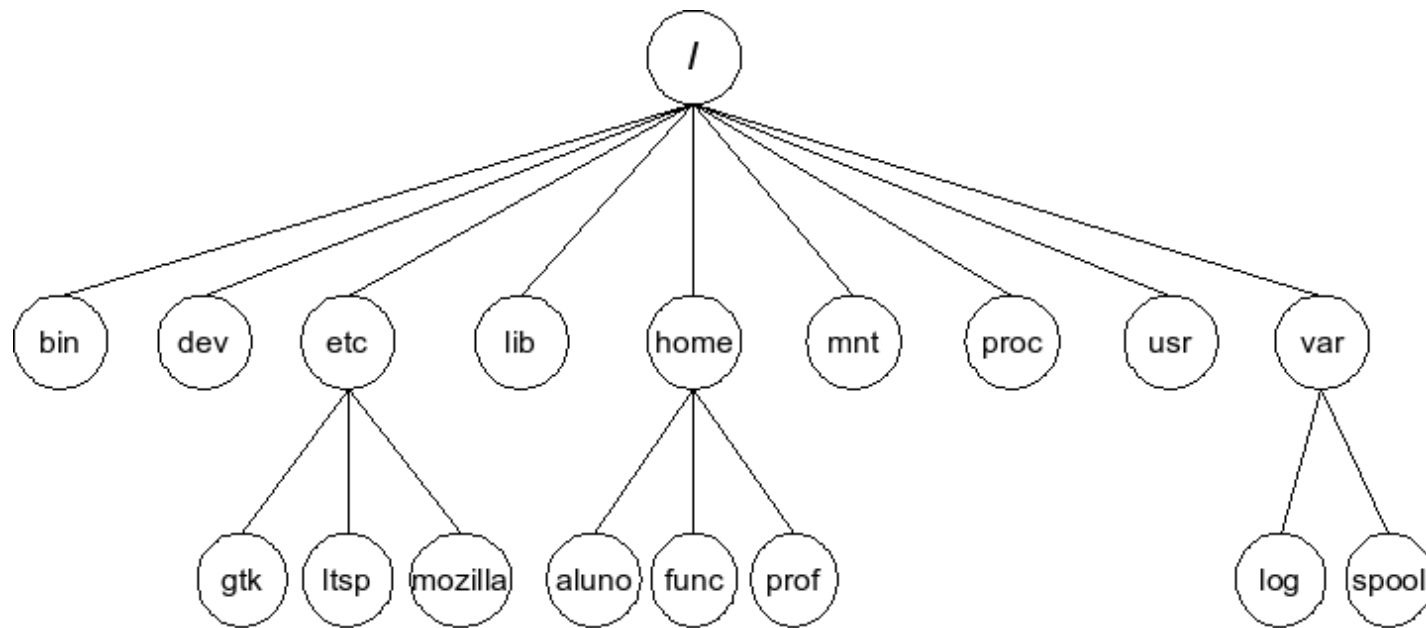 /
bin dev etc lib home mnt proc usr var
gtk ltsp mozilla aluno func prof log spool